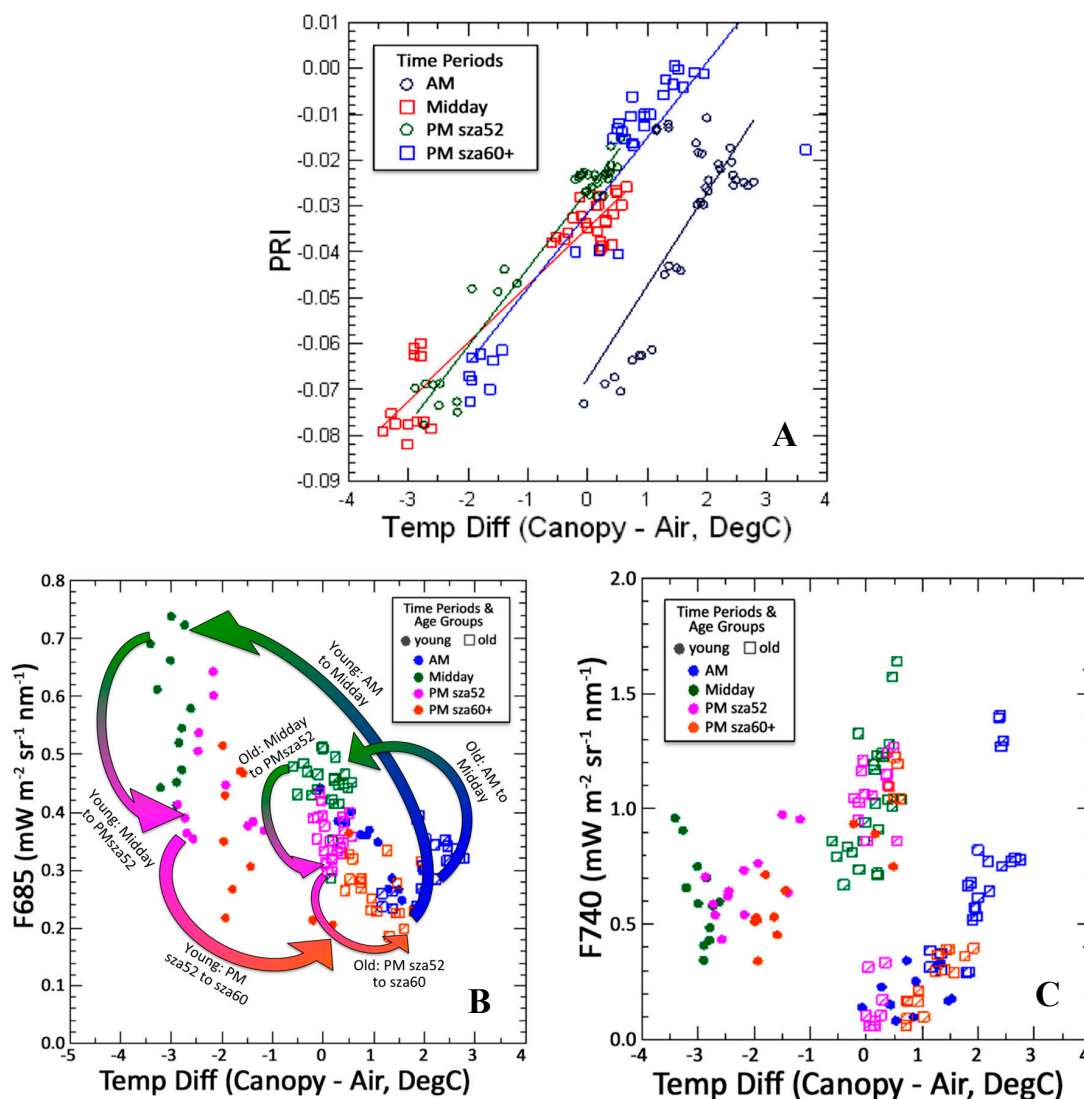 0.01
0.00
-0.01
-0.02
-0.03
-0.04
-0.05
-0.06
-0.07
-0.08
-0.09
PRI
Time Periods
AM
Midday
PM sza52
PM sza60+
A
-4 -3 -2 -1 0 1 2 3 4
Temp Diff (Canopy - Air, DegC)
0.8
0.7
0.6
0.5
0.4
0.3
0.2
0.1
0.0
F685 (mW m-2 sr-1 nm-1)
Time Periods &
Age Groups
young old
AM
Midday
PM sza52
PM sza60+
Young: AM
to Midday
Old: Midday
to PMsza52
Old: AM to
Midday
Young: Midday
to PMsza52
Young: PM
sza52 to sza60
Old: PM sza52
to sza60
B
-5 -4 -3 -2 -1 0 1 2 3 4
Temp Diff (Canopy - Air, DegC)
2.0
1.5
1.0
0.5
0.0
F740 (mW m-2 sr-1 nm-1)
Time Periods &
Age Groups
young old
AM
Midday
PM sza52
PM sza60+
C
-4 -3 -2 -1 0 1 2 3 4
Temp Diff (Canopy - Air, DegC)